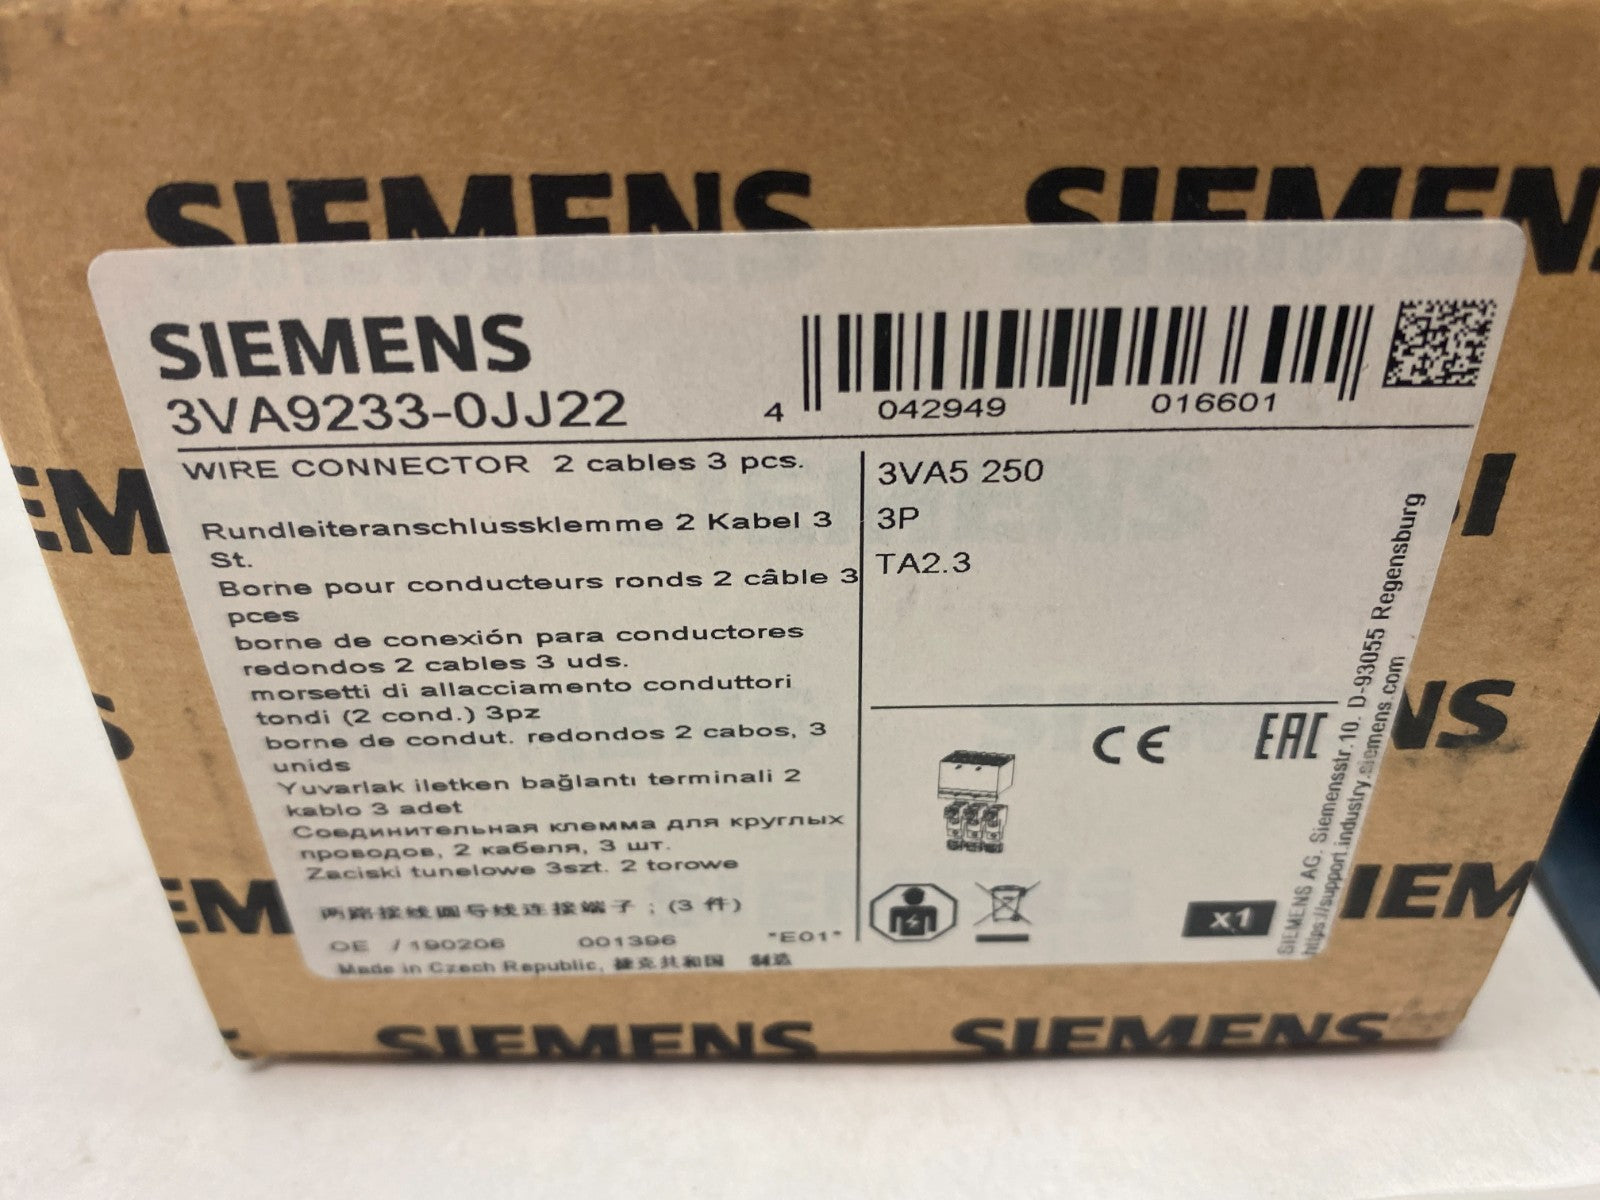 SIEMENS
SIEMENS
SIEMENS
3VA9233-0JJ22
4 042949 016601
WIRE CONNECTOR 2 cables 3 pcs.
Rundleiteranschlussklemme 2 Kabel 3
St.
Borne pour conducteurs ronds 2 câble 3
pces
borne de conexión para conductores
redondos 2 cables 3 uds.
morsetti di allacciamento conduttori
tondi (2 cond.) 3pz
borne de condut. redondos 2 cabos, 3
unids
Yuvarlak iletken bağlantı terminali 2
kablo 3 adet
Соединительная клемма для круглых
проводов, 2 кабеля, 3 шт.
Zaciski tunelowe 3szt. 2 torowe
两路接线圆导线连接端子 ; (3 件)
OE / 190206 001396 *E01*
Made in Czech Republic, 捷克共和国 制造
3VA5 250
3P
TA2.3
CE EAC
x1
SIEMENS AG. Siemensstr.10. D-93055 Regensburg
https://support.industry.siemens.com
EM
SI
S
NS
EM
IEM
SIEMENS
SIEMENS